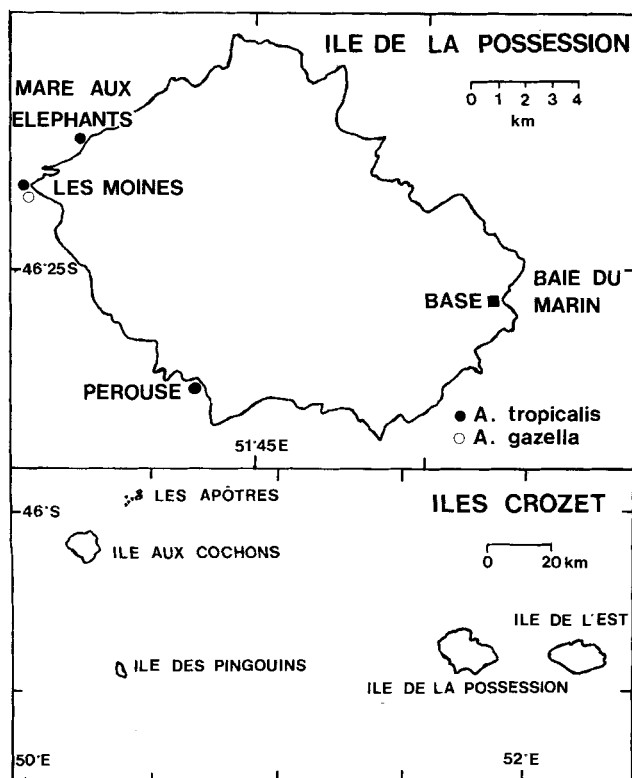 ILE DE LA POSSESSION
MARE AUX
ELEPHANTS
0 1 2 3 4
km
LES MOINES
46°25S
BASE
BAIE DU
MARIN
PEROUSE
A. tropicalis
A. gazella
51°45E
46°S
LES APÔTRES
ILES CROZET
ILE AUX COCHONS
0 20 km
ILE DE L'EST
ILE DES PINGOUINS
ILE DE LA POSSESSION
50°E
52°E